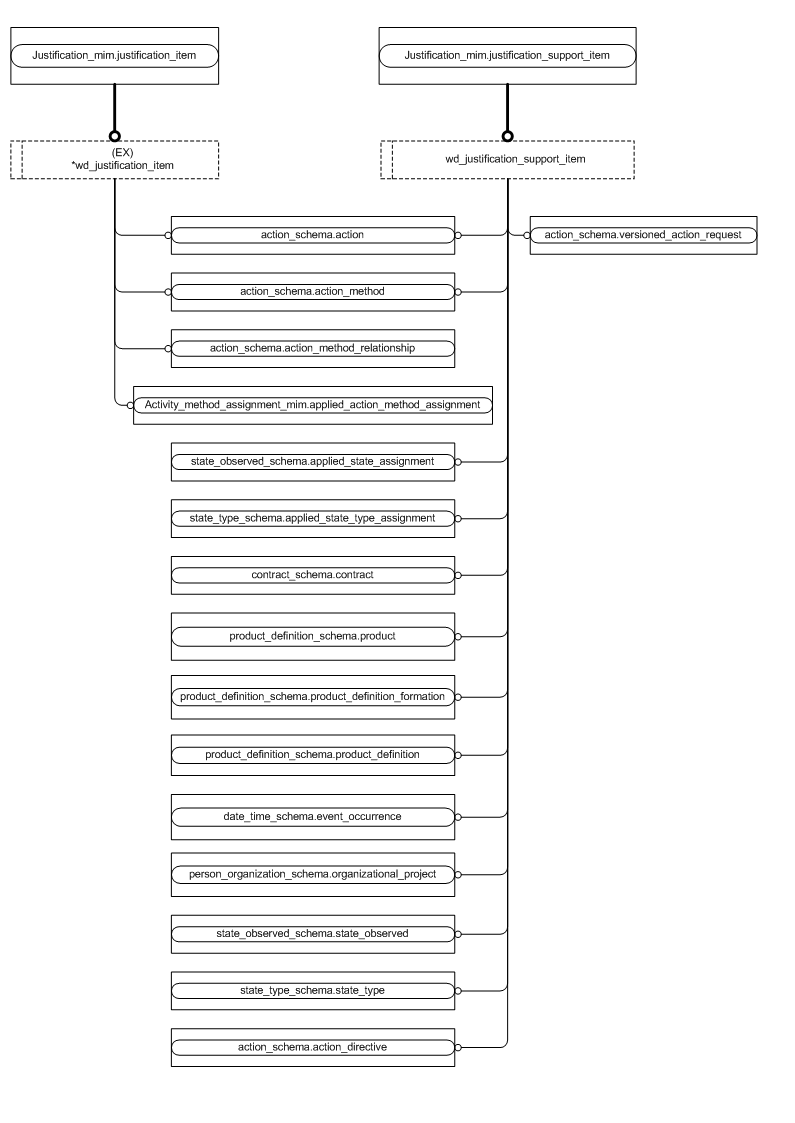 Justification_mim.justification_item
Justification_mim.justification_support_item
(EX)
*wd_justification_item
wd_justification_support_item
action_schema.action
action_schema.versioned_action_request
action_schema.action_method
action_schema.action_method_relationship
Activity_method_assignment_mim.applied_action_method_assignment
state_observed_schema.applied_state_assignment
state_type_schema.applied_state_type_assignment
contract_schema.contract
product_definition_schema.product
product_definition_schema.product_definition_formation
product_definition_schema.product_definition
date_time_schema.event_occurrence
person_organization_schema.organizational_project
state_observed_schema.state_observed
state_type_schema.state_type
action_schema.action_directive